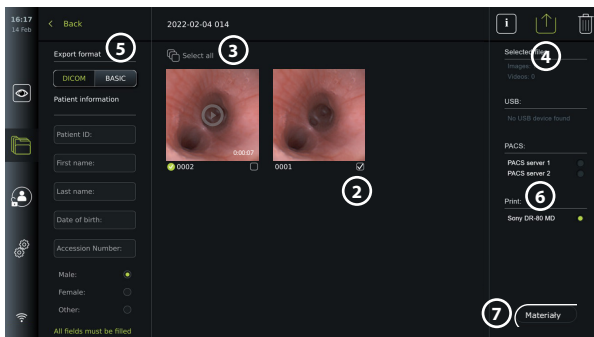 16:17
14 Feb
Back
2022-02-04 014
i
Export format
5
DICOM
BASIC
Patient information
Patient ID:
First name:
Last name:
Date of birth:
Accession Number:
Male:
Female:
Other:
All fields must be filled
Select all
3
0:00:07
0002
0001
2
Selected files
4
Images:
Videos: 0
USB:
No USB device found
PACS:
PACS server 1
PACS server 2
6
Print:
Sony DR-80 MD
7
Materiały